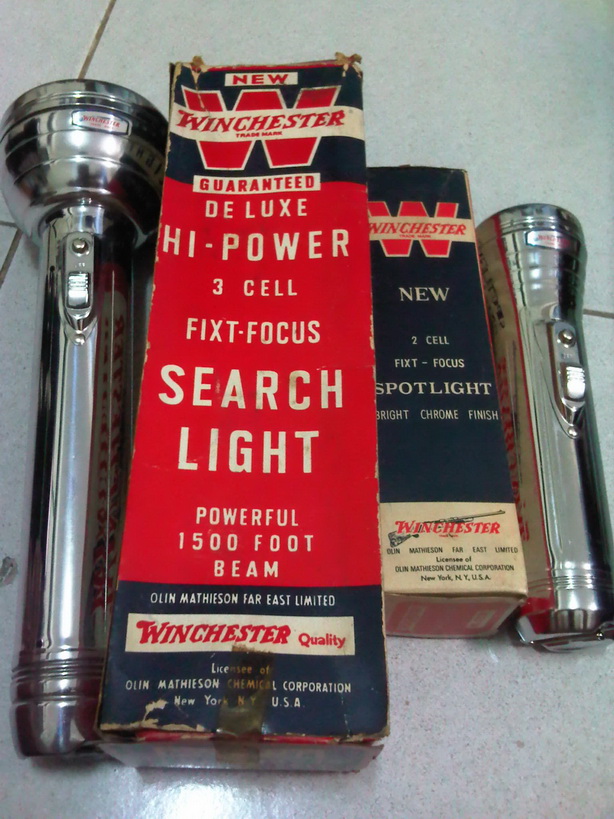 WINCHESTER
NEW
W
WINCHESTER
TRADE MARK
GUARANTEED
DE LUXE
HI-POWER
3 CELL
FIXT-FOCUS
SEARCH
LIGHT
POWERFUL
1500 FOOT
BEAM
OLIN MATHIESON FAR EAST LIMITED
WINCHESTER Quality
Licensee of
OLIN MATHIESON CHEMICAL CORPORATION
New York N.Y. U.S.A.
W
WINCHESTER
TRADE MARK
NEW
2 CELL
FIXT - FOCUS
SPOTLIGHT
BRIGHT CHROME FINISH
WINCHESTER
OLIN MATHIESON FAR EAST LIMITED
Licensee of
OLIN MATHIESON CHEMICAL CORPORATION
New York, N.Y., U.S.A.